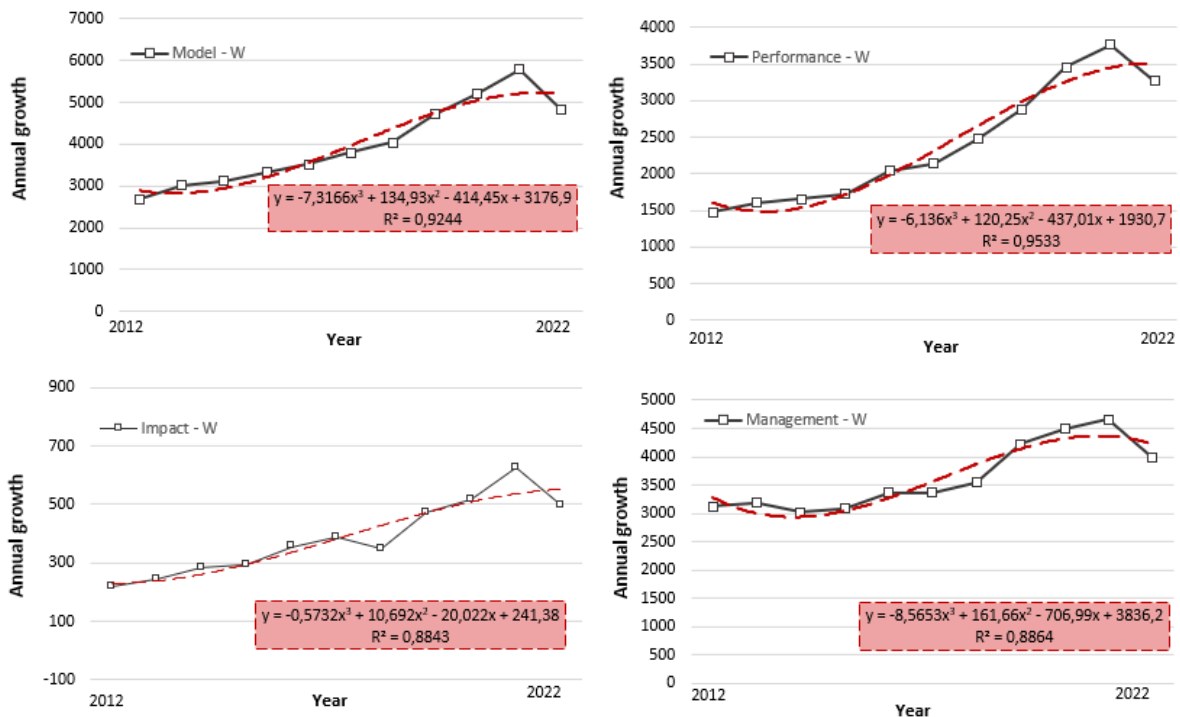 7000
6000
5000
4000
3000
2000
1000
0
Annual growth
Model - W
y = -7,3166x³ + 134,93x² - 414,45x + 3176,9
R² = 0,9244
2012
2022
Year
4000
3500
3000
2500
2000
1500
1000
500
0
Annual growth
Performance - W
y = -6,136x³ + 120,25x² - 437,01x + 1930,7
R² = 0,9533
2012
2022
Year
900
700
500
300
100
-100
Annual growth
Impact - W
y = -0,5732x³ + 10,692x² - 20,022x + 241,38
R² = 0,8843
2012
2022
Year
5000
4500
4000
3500
3000
2500
2000
1500
1000
500
0
Annual growth
Management - W
y = -8,5653x³ + 161,66x² - 706,99x + 3836,2
R² = 0,8864
2012
2022
Year